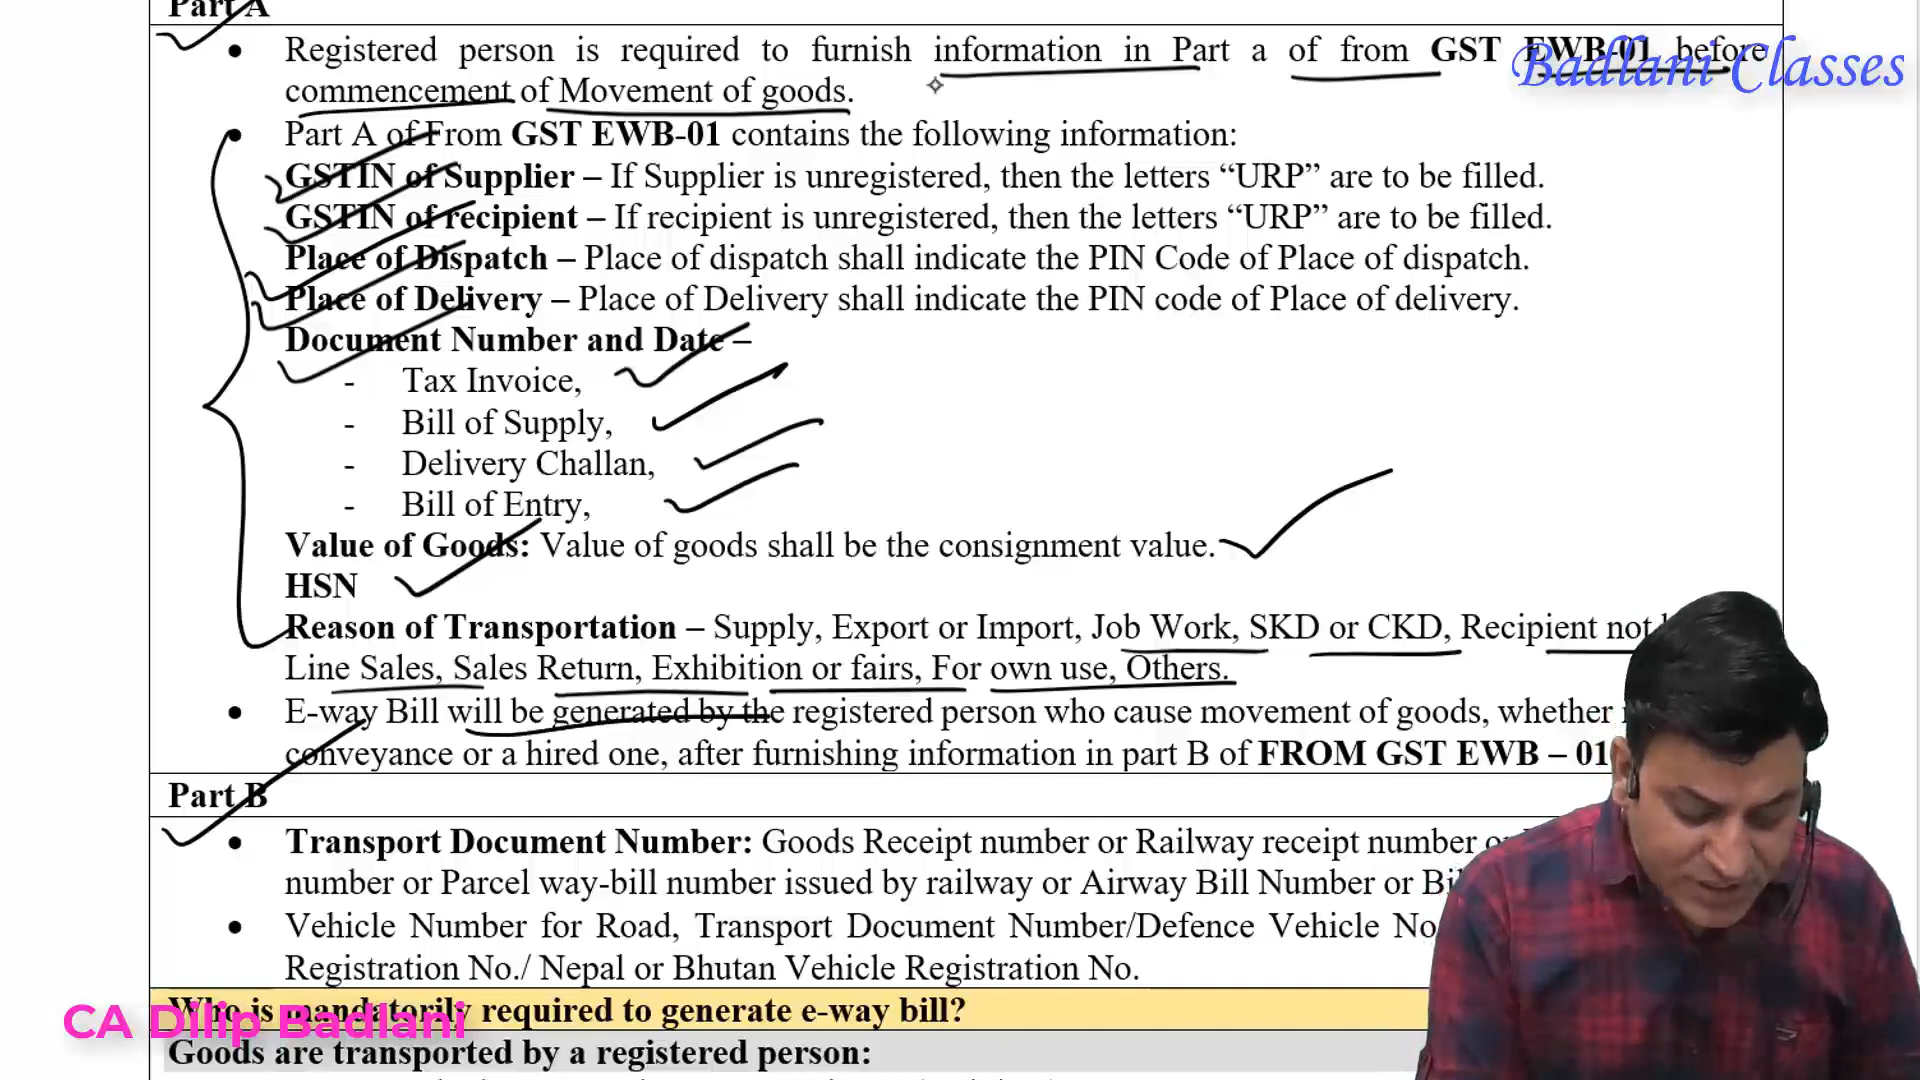 Part A
• Registered person is required to furnish information in Part a of from GST EWB-01 before
Badlani Classes
commencement of Movement of goods.
• Part A of From GST EWB-01 contains the following information:
GSTIN of Supplier – If Supplier is unregistered, then the letters “URP” are to be filled.
GSTIN of recipient – If recipient is unregistered, then the letters “URP” are to be filled.
Place of Dispatch – Place of dispatch shall indicate the PIN Code of Place of dispatch.
Place of Delivery – Place of Delivery shall indicate the PIN code of Place of delivery.
Document Number and Date –
- Tax Invoice,
- Bill of Supply,
- Delivery Challan,
- Bill of Entry,
Value of Goods: Value of goods shall be the consignment value.
HSN
Reason of Transportation – Supply, Export or Import, Job Work, SKD or CKD, Recipient not
Line Sales, Sales Return, Exhibition or fairs, For own use, Others.
• E-way Bill will be generated by the registered person who cause movement of goods, whether
conveyance or a hired one, after furnishing information in part B of FROM GST EWB – 01
Part B
• Transport Document Number: Goods Receipt number or Railway receipt number or
number or Parcel way-bill number issued by railway or Airway Bill Number or
• Vehicle Number for Road, Transport Document Number/Defence Vehicle No
Registration No./ Nepal or Bhutan Vehicle Registration No.
Who is mandatorily required to generate e-way bill?
CA Dilip Badlani
Goods are transported by a registered person: